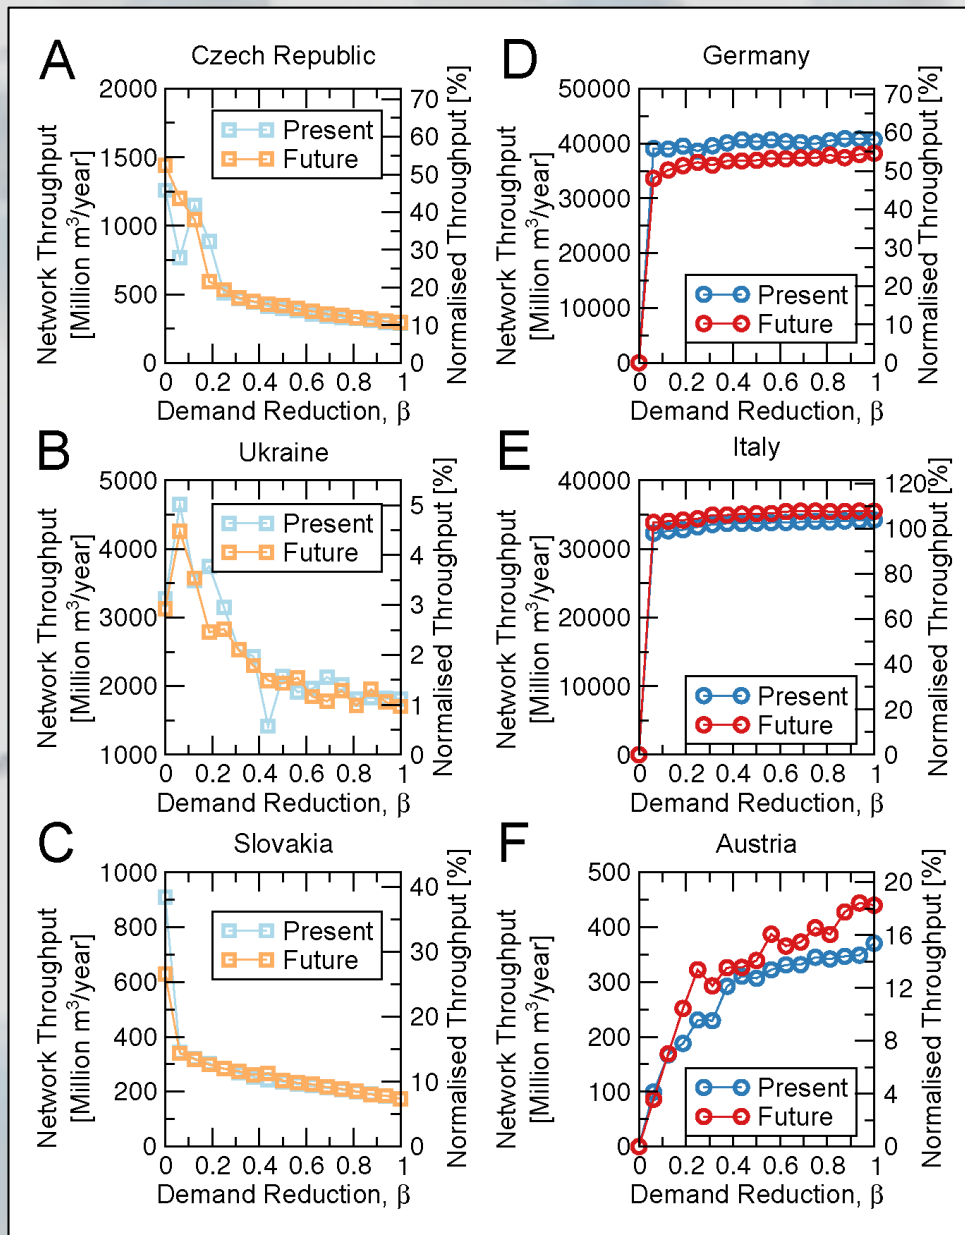 A
Czech Republic
Network Throughput
[Million m³/year]
2000
1500
1000
500
0
Present
Future
70
60
50
40
30
20
10
0
Normalised Throughput [%]
0 0.2 0.4 0.6 0.8 1
Demand Reduction, β
B
Ukraine
Network Throughput
[Million m³/year]
5000
4000
3000
2000
1000
Present
Future
5
4
3
2
1
0
Normalised Throughput [%]
0 0.2 0.4 0.6 0.8 1
Demand Reduction, β
C
Slovakia
Network Throughput
[Million m³/year]
1000
800
600
400
200
0
Present
Future
40
30
20
10
0
Normalised Throughput [%]
0 0.2 0.4 0.6 0.8 1
Demand Reduction, β
D
Germany
Network Throughput
[Million m³/year]
50000
40000
30000
20000
10000
0
Present
Future
70
60
50
40
30
20
10
0
Normalised Throughput [%]
0 0.2 0.4 0.6 0.8 1
Demand Reduction, β
E
Italy
Network Throughput
[Million m³/year]
40000
30000
20000
10000
0
Present
Future
120
100
80
60
40
20
0
Normalised Throughput [%]
0 0.2 0.4 0.6 0.8 1
Demand Reduction, β
F
Austria
Network Throughput
[Million m³/year]
500
400
300
200
100
0
Present
Future
20
16
12
8
4
0
Normalised Throughput [%]
0 0.2 0.4 0.6 0.8 1
Demand Reduction, β